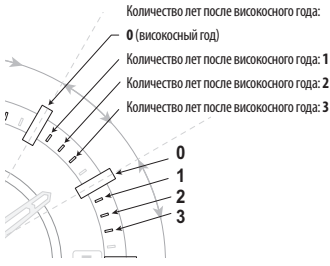 Количество лет после високосного года:
0 (високосный год)
Количество лет после високосного года: 1
Количество лет после високосного года: 2
Количество лет после високосного года: 3
0
1
2
3